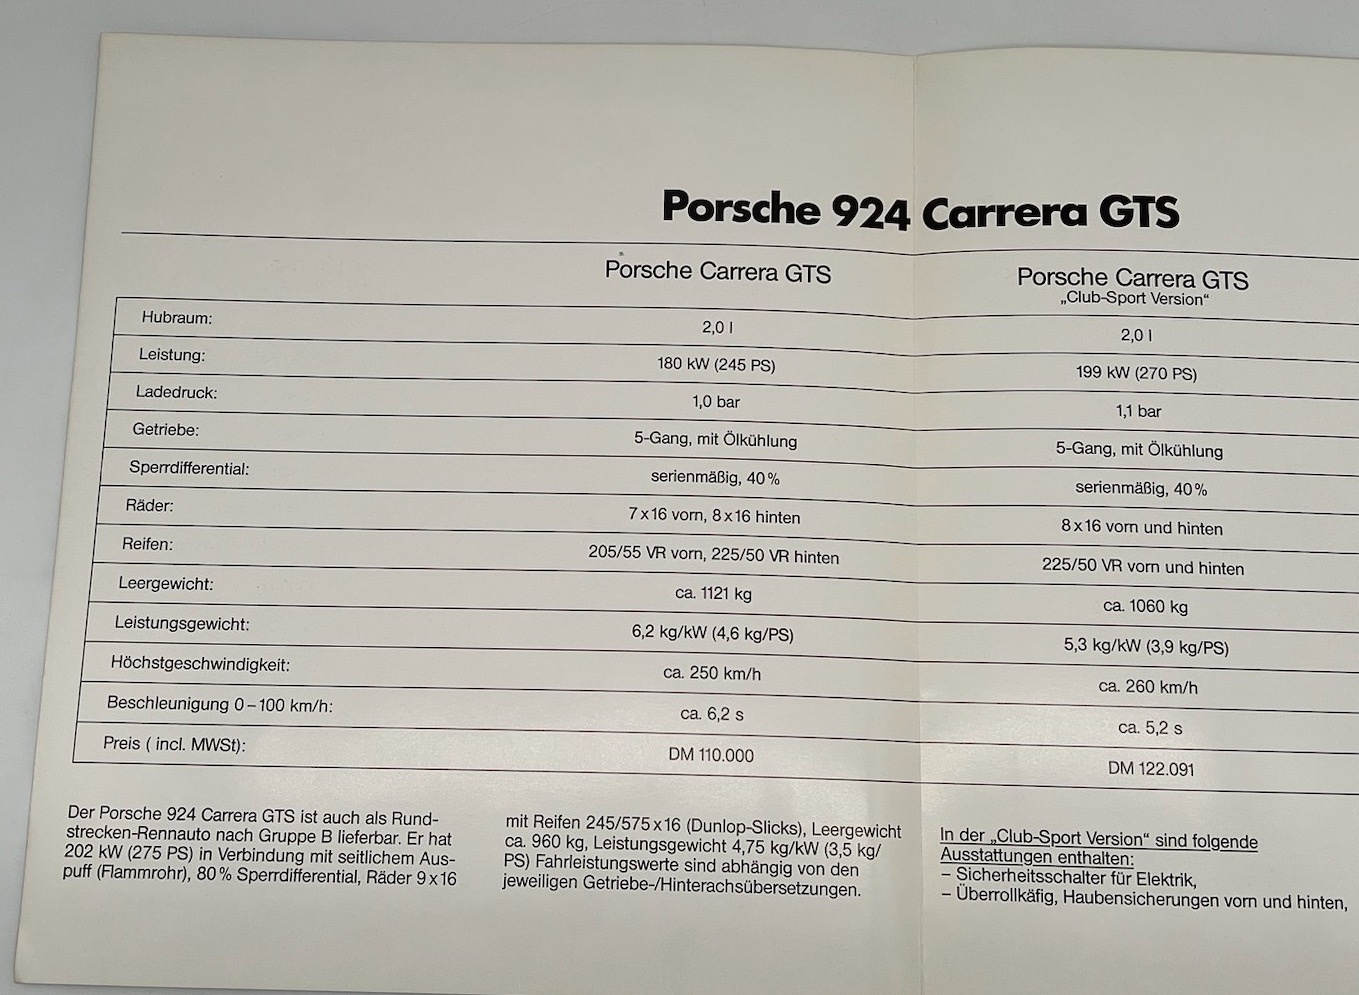 Porsche 924 Carrera GTS
Porsche Carrera GTS Porsche Carrera GTS
„Club-Sport Version“
Hubraum: 2,0 l 2,0 l
Leistung: 180 kW (245 PS) 199 kW (270 PS)
Ladedruck: 1,0 bar 1,1 bar
Getriebe: 5-Gang, mit Ölkühlung 5-Gang, mit Ölkühlung
Sperrdifferential: serienmäßig, 40 % serienmäßig, 40 %
Räder: 7 x 16 vorn, 8 x 16 hinten 8 x 16 vorn und hinten
Reifen: 205/55 VR vorn, 225/50 VR hinten 225/50 VR vorn und hinten
Leergewicht: ca. 1121 kg ca. 1060 kg
Leistungsgewicht: 6,2 kg/kW (4,6 kg/PS) 5,3 kg/kW (3,9 kg/PS)
Höchstgeschwindigkeit: ca. 250 km/h ca. 260 km/h
Beschleunigung 0 – 100 km/h: ca. 6,2 s ca. 5,2 s
Preis ( incl. MWSt): DM 110.000 DM 122.091
Der Porsche 924 Carrera GTS ist auch als Rund-
strecken-Rennauto nach Gruppe B lieferbar. Er hat
202 kW (275 PS) in Verbindung mit seitlichem Aus-
puff (Flammrohr), 80 % Sperrdifferential, Räder 9 x 16
mit Reifen 245/575 x 16 (Dunlop-Slicks), Leergewicht
ca. 960 kg, Leistungsgewicht 4,75 kg/kW (3,5 kg/
PS) Fahrleistungswerte sind abhängig von den
jeweiligen Getriebe-/Hinterachsübersetzungen.
In der „Club-Sport Version“ sind folgende
Ausstattungen enthalten:
– Sicherheitsschalter für Elektrik,
– Überrollkäfig, Haubensicherungen vorn und hinten,